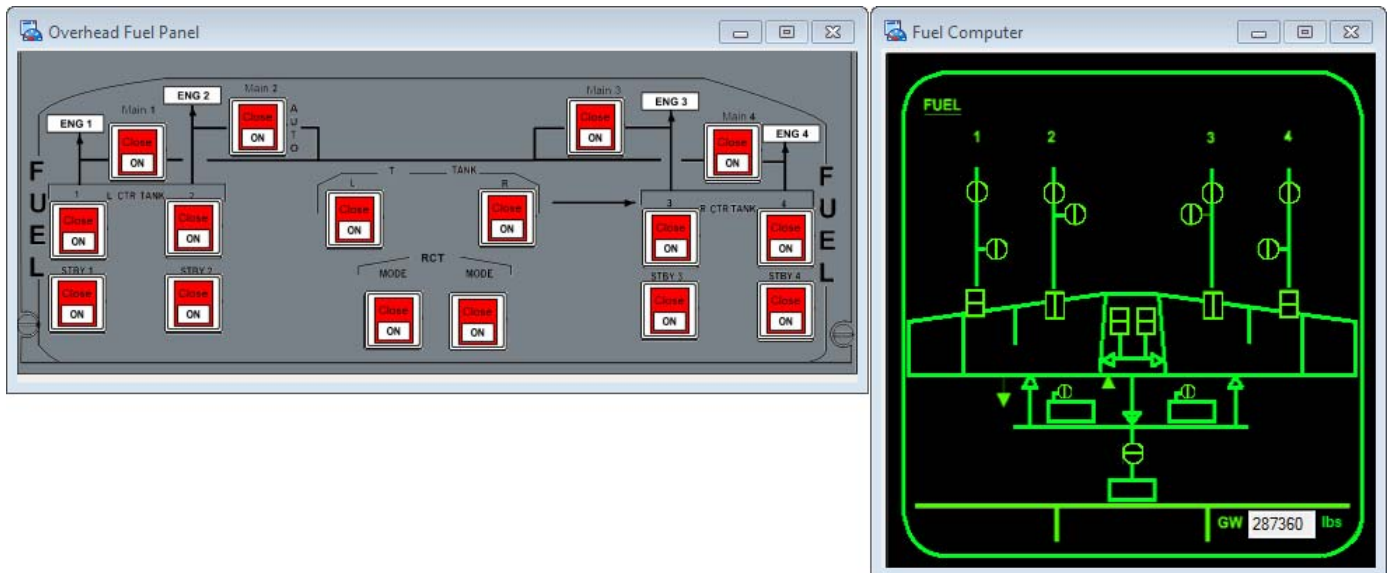 Overhead Fuel Panel
Main 1
ENG 2
Main 2
Main 3
ENG 3
Main 4
ENG 1
ENG 4
Close
ON
Close
ON
AUTO
Close
ON
Close
ON
FUEL
1
L CTR TANK
2
T
TANK
L
R
3
R CTR TANK
4
FUEL
Close
ON
Close
ON
Close
ON
Close
ON
Close
ON
Close
ON
RCT
MODE
MODE
STBY 1
STBY 2
STBY 3
STBY 4
Close
ON
Close
ON
Close
ON
Close
ON
Close
ON
Close
ON
Fuel Computer
FUEL
1
2
3
4
GW 287360 lbs